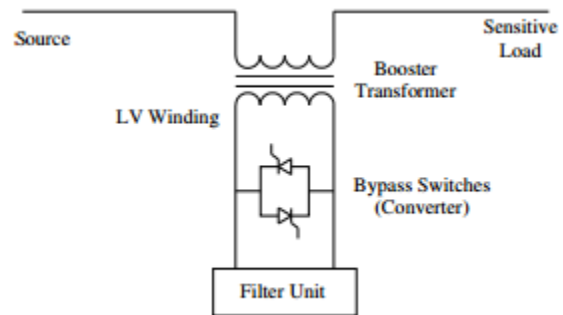 Source
Sensitive
Load
Booster
Transformer
LV Winding
Bypass Switches
(Converter)
Filter Unit